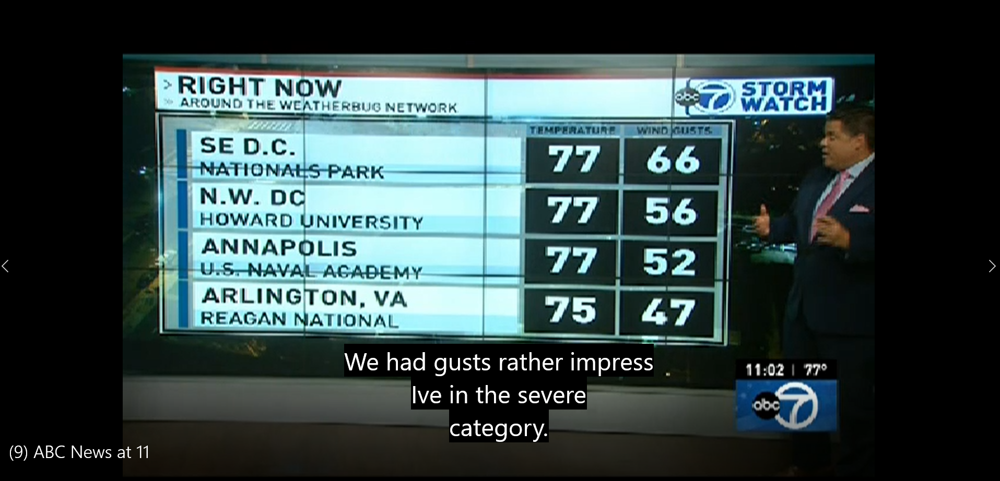 > RIGHT NOW
>> AROUND THE WEATHERBUG NETWORK
abc 7 STORM WATCH
TEMPERATURE WIND GUSTS
SE D.C.
NATIONALS PARK
77 66
N.W. DC
HOWARD UNIVERSITY
77 56
ANNAPOLIS
U.S. NAVAL ACADEMY
77 52
ARLINGTON, VA
REAGAN NATIONAL
75 47
We had gusts rather impress
Ive in the severe
category.
11:02 | 77°
abc 7
(9) ABC News at 11